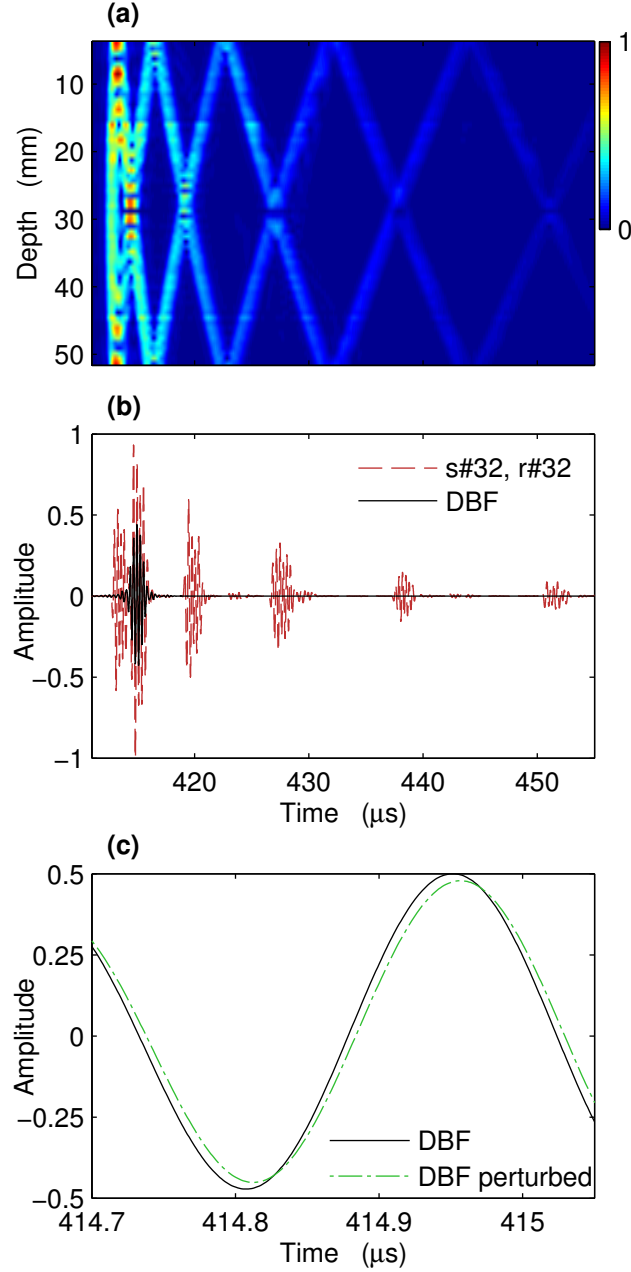 (a)
1
0
10
20
30
40
50
Depth (mm)
(b)
1
0.5
0
−0.5
−1
Amplitude
s#32, r#32
DBF
420 430 440 450
Time (μs)
(c)
0.5
0.25
0
−0.25
−0.5
Amplitude
DBF
DBF perturbed
414.7 414.8 414.9 415
Time (μs)